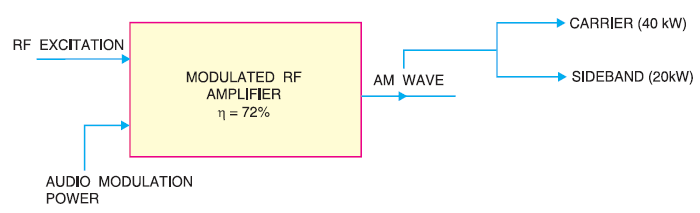 CARRIER (40 kW)
RF EXCITATION
MODULATED RF
AMPLIFIER
η = 72%
AM WAVE
SIDEBAND (20kW)
AUDIO MODULATION
POWER